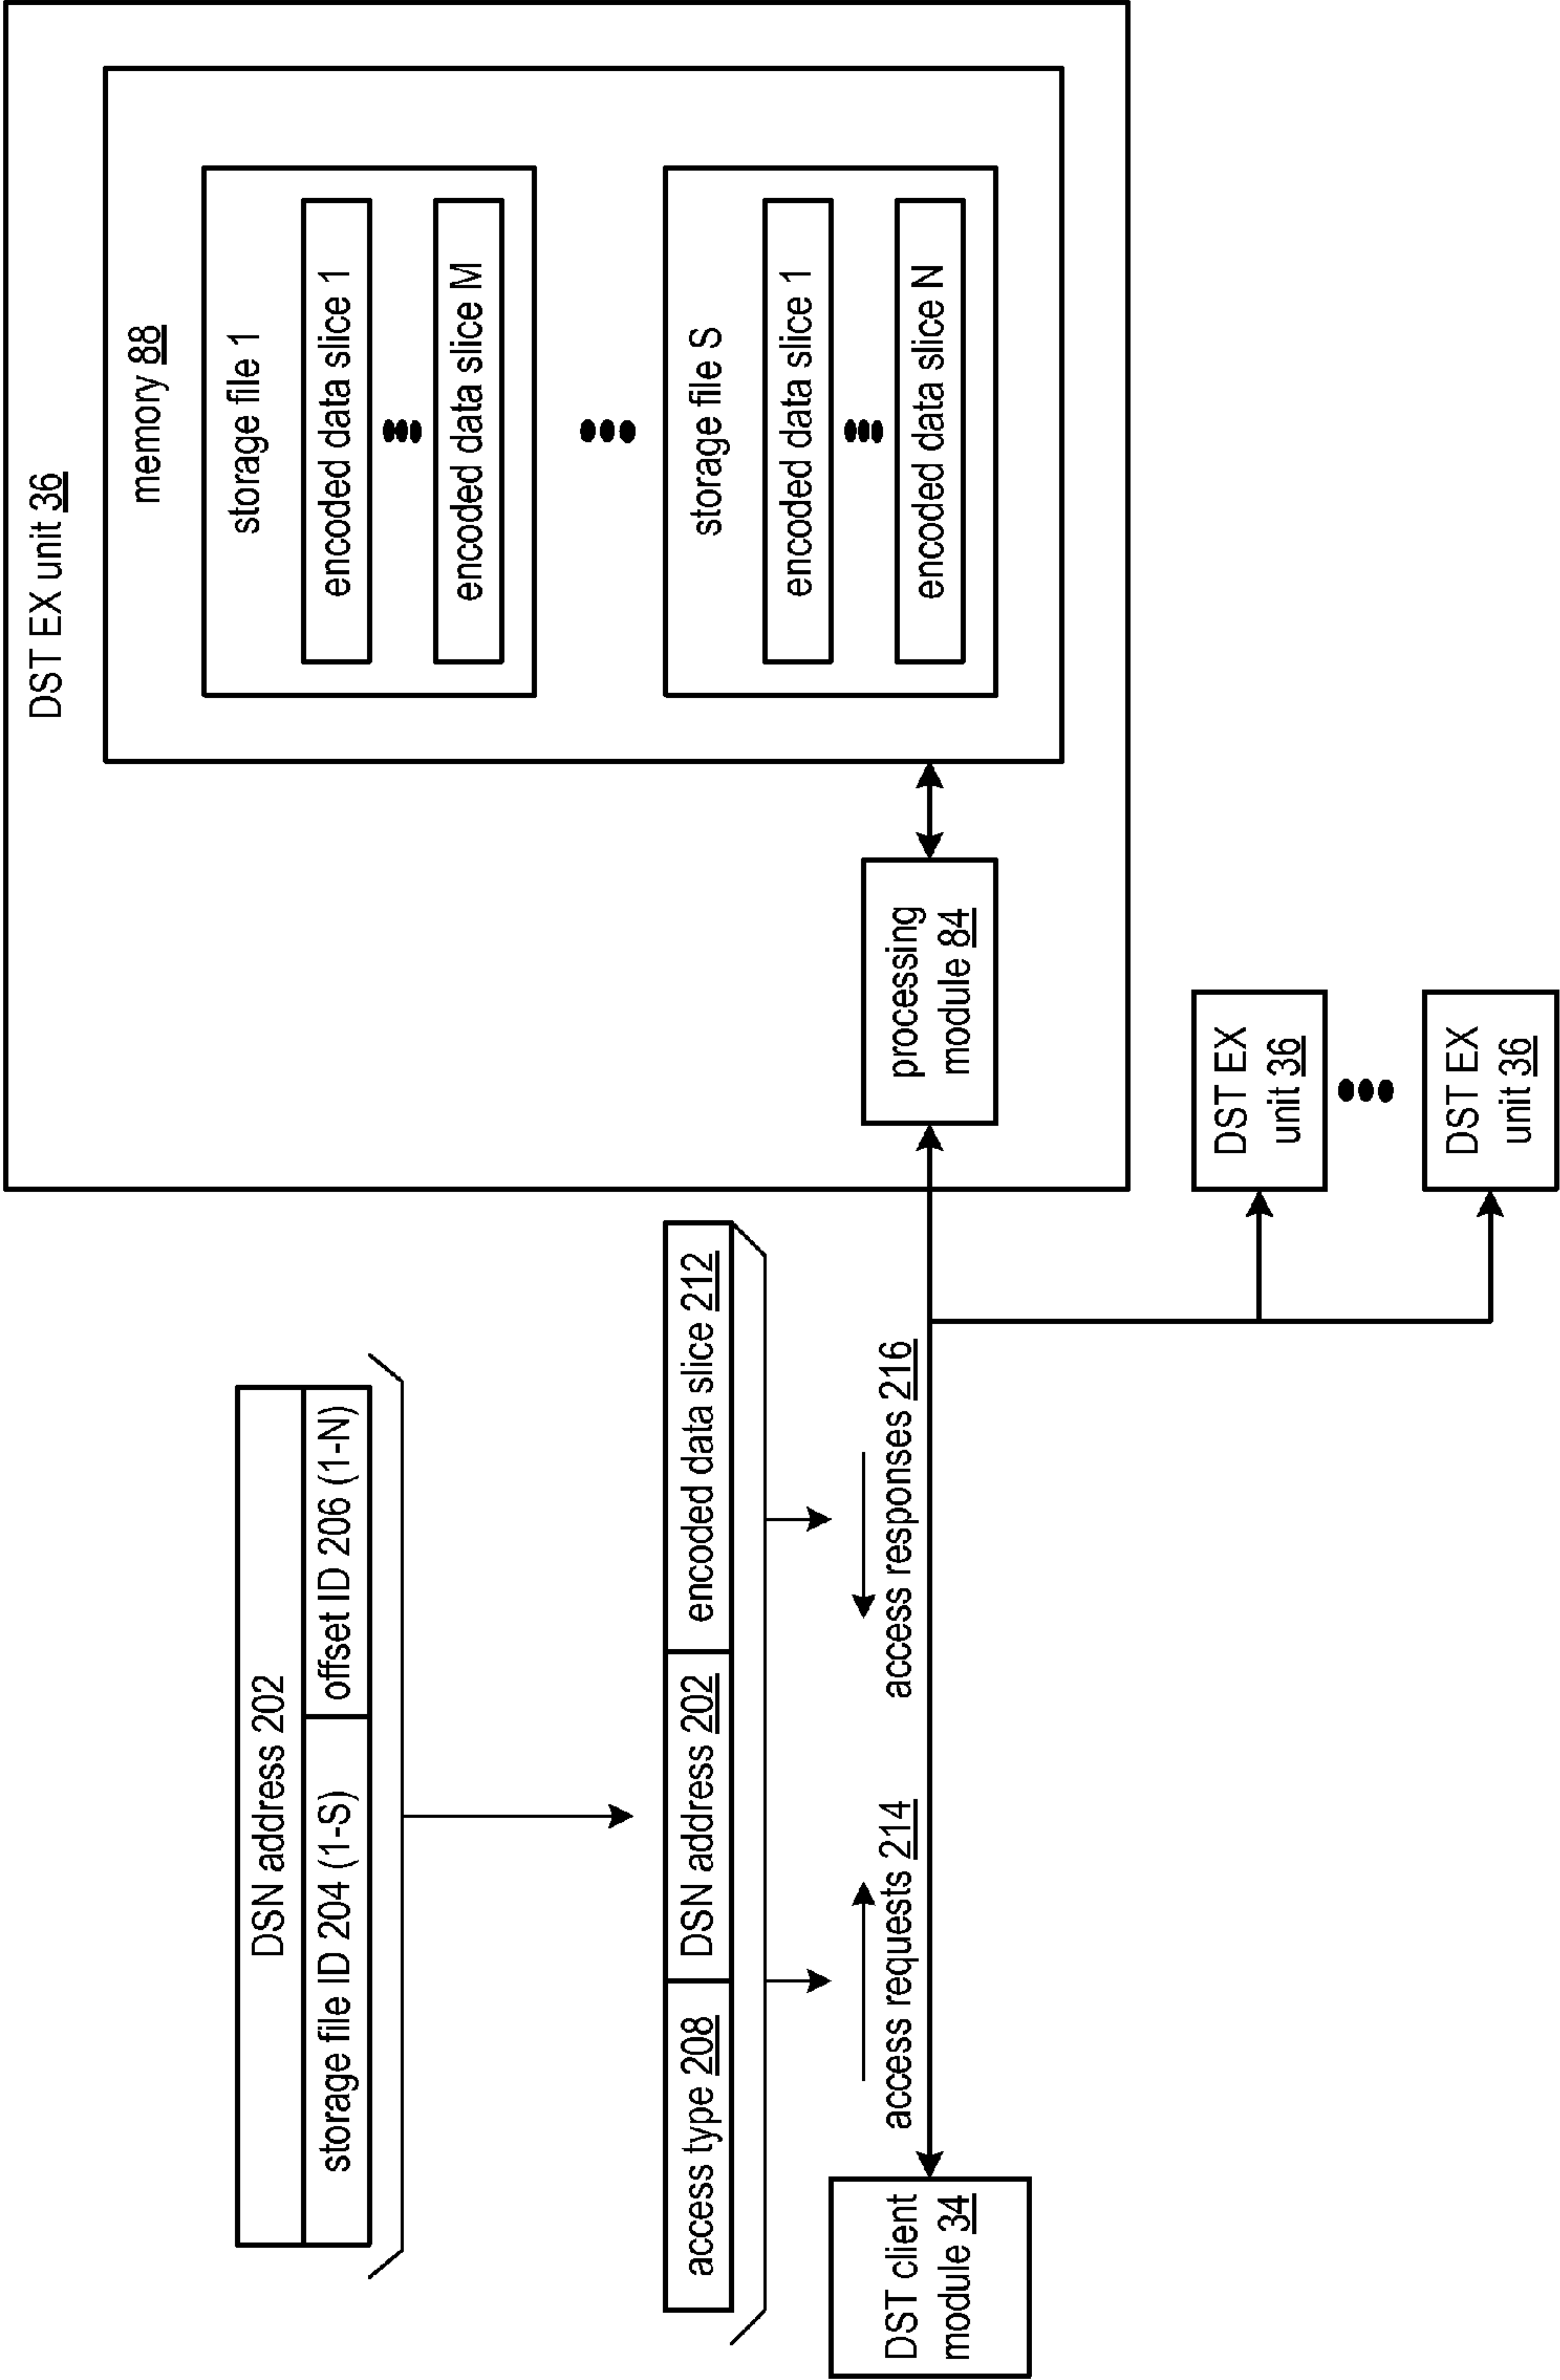 DSN address 202
storage file ID 204 (1-S)
offset ID 206 (1-N)
access type 208
DSN address 202
encoded data slice 212
access requests 214
access responses 216
DST client
module 34
DST EX unit 36
memory 88
storage file 1
encoded data slice 1
encoded data slice M
storage file S
encoded data slice 1
encoded data slice N
processing
module 84
DST EX
unit 36
DST EX
unit 36